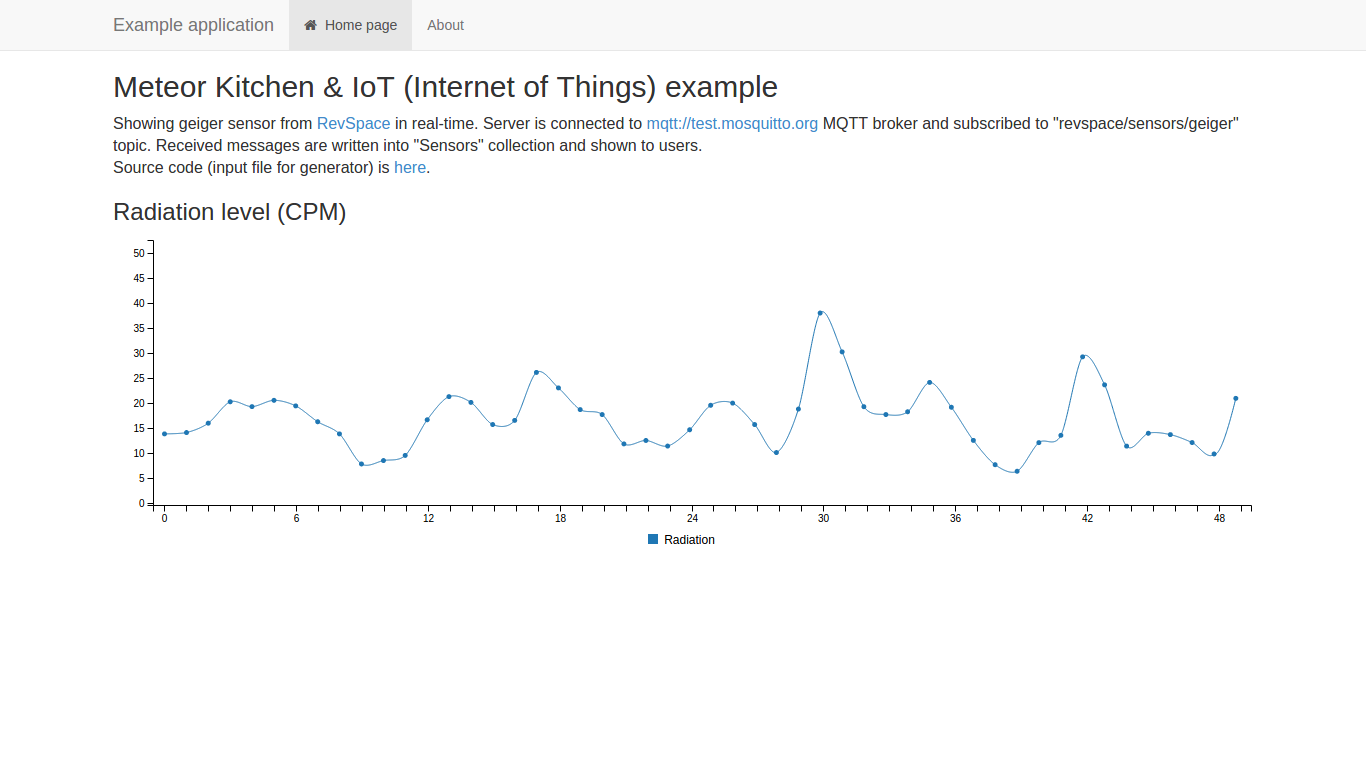 Example application Home page About
Meteor Kitchen & IoT (Internet of Things) example
Showing geiger sensor from RevSpace in real-time. Server is connected to mqtt://test.mosquitto.org MQTT broker and subscribed to "revspace/sensors/geiger"
topic. Received messages are written into "Sensors" collection and shown to users.
Source code (input file for generator) is here.
Radiation level (CPM)
50
45
40
35
30
25
20
15
10
5
0
0 6 12 18 24 30 36 42 48
Radiation